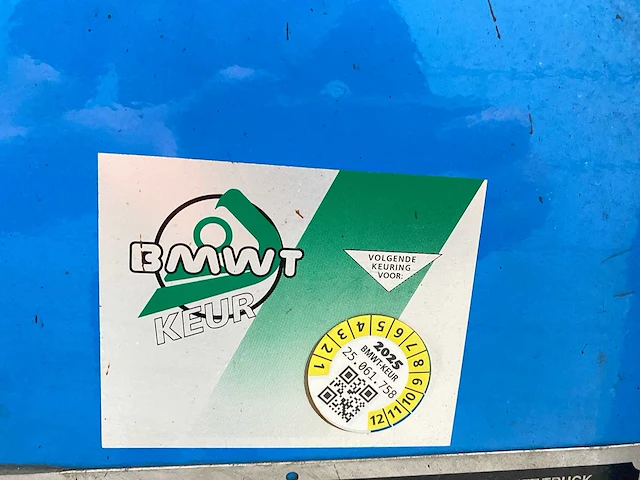 BMWT
KEUR
VOLGENDE
KEURING
VOOR:
1 2 3 4 5 6 7 8 9 10 11 12
2025
BMWT-KEUR
25.061.758
TRUCK